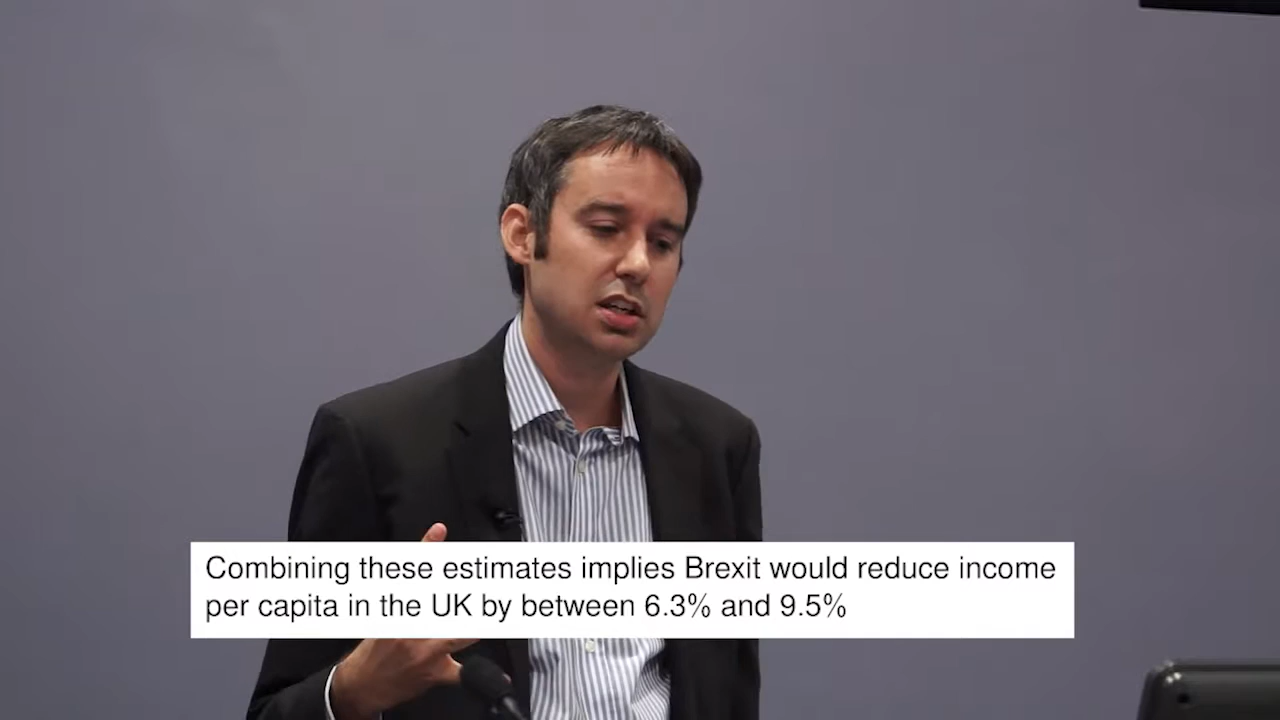 Combining these estimates implies Brexit would reduce income
per capita in the UK by between 6.3% and 9.5%